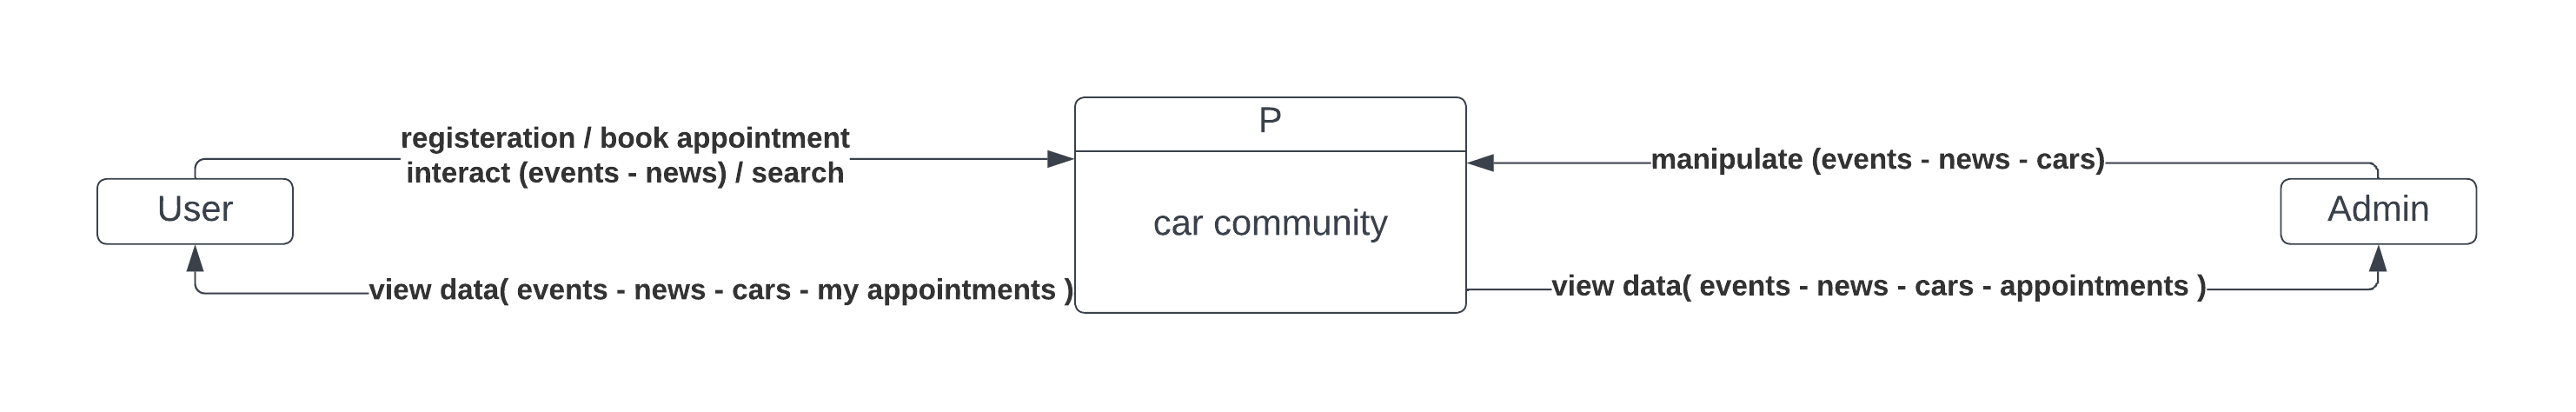 P
registeration / book appointment
interact (events - news) / search
manipulate (events - news - cars)
User
car community
Admin
view data( events - news - cars - my appointments )
view data( events - news - cars - appointments )